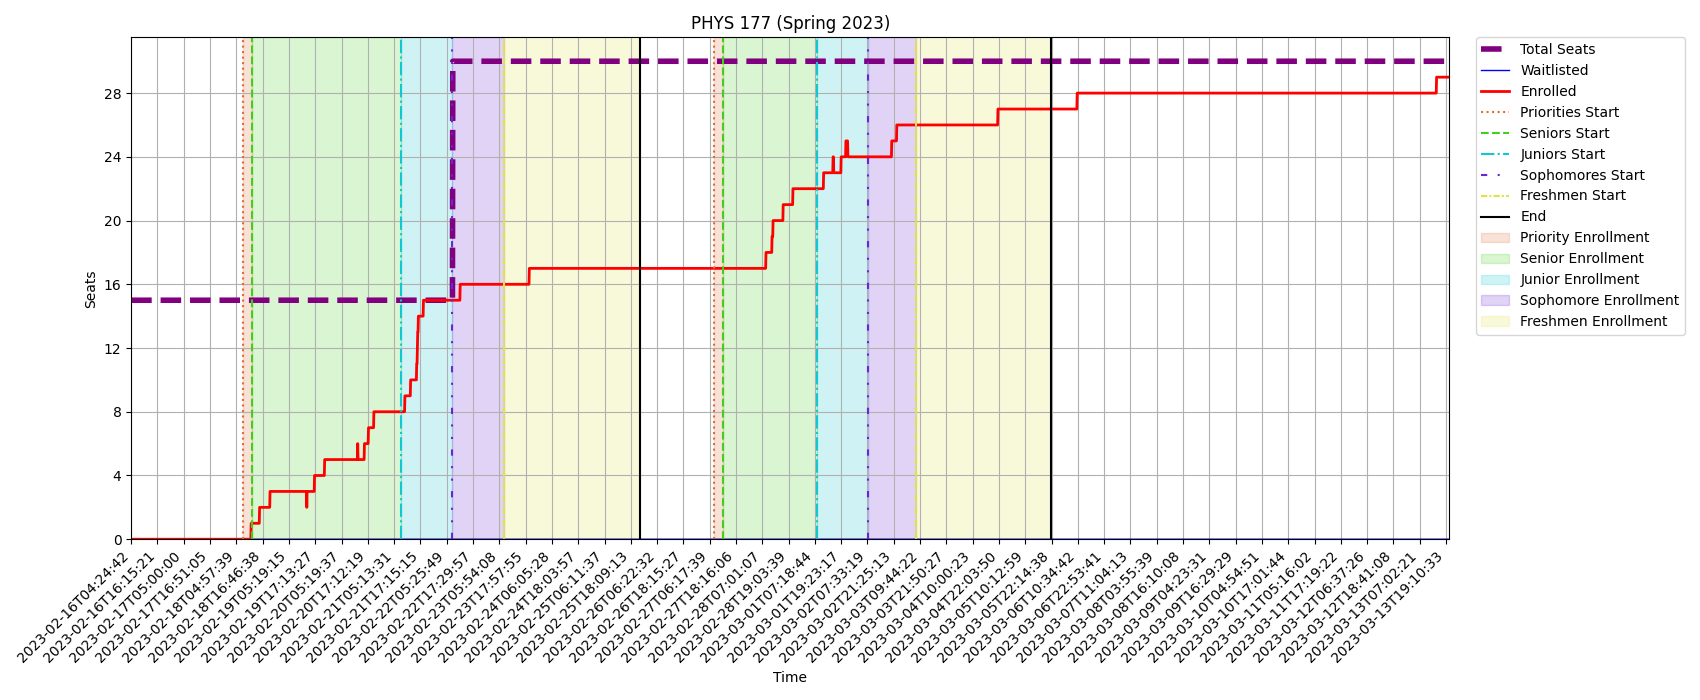 PHYS 177 (Spring 2023)
Seats
28
24
20
16
12
8
4
0
2023-02-16T04:24:42
2023-02-16T16:15:21
2023-02-17T05:00:00
2023-02-17T16:51:05
2023-02-18T04:57:39
2023-02-18T16:46:38
2023-02-19T05:19:15
2023-02-19T17:13:27
2023-02-20T05:19:37
2023-02-20T17:12:19
2023-02-21T05:13:31
2023-02-21T17:15:15
2023-02-22T05:25:49
2023-02-22T17:29:57
2023-02-23T05:54:08
2023-02-23T17:57:55
2023-02-24T06:05:28
2023-02-24T18:03:57
2023-02-25T06:11:37
2023-02-25T18:09:13
2023-02-26T06:22:32
2023-02-26T18:15:27
2023-02-27T06:17:39
2023-02-27T18:16:06
2023-02-28T07:01:07
2023-02-28T19:03:39
2023-03-01T07:18:44
2023-03-01T19:23:17
2023-03-02T07:33:19
2023-03-02T21:25:13
2023-03-03T09:44:22
2023-03-03T21:50:27
2023-03-04T10:00:23
2023-03-04T22:03:50
2023-03-05T10:12:59
2023-03-05T22:14:38
2023-03-06T10:34:42
2023-03-06T22:53:41
2023-03-07T11:04:13
2023-03-08T03:55:39
2023-03-08T16:10:08
2023-03-09T04:23:31
2023-03-09T16:29:29
2023-03-10T04:54:51
2023-03-10T17:01:44
2023-03-11T05:16:02
2023-03-11T17:19:22
2023-03-12T06:37:26
2023-03-12T18:41:08
2023-03-13T07:02:21
2023-03-13T19:10:33
Time
Total Seats
Waitlisted
Enrolled
Priorities Start
Seniors Start
Juniors Start
Sophomores Start
Freshmen Start
End
Priority Enrollment
Senior Enrollment
Junior Enrollment
Sophomore Enrollment
Freshmen Enrollment